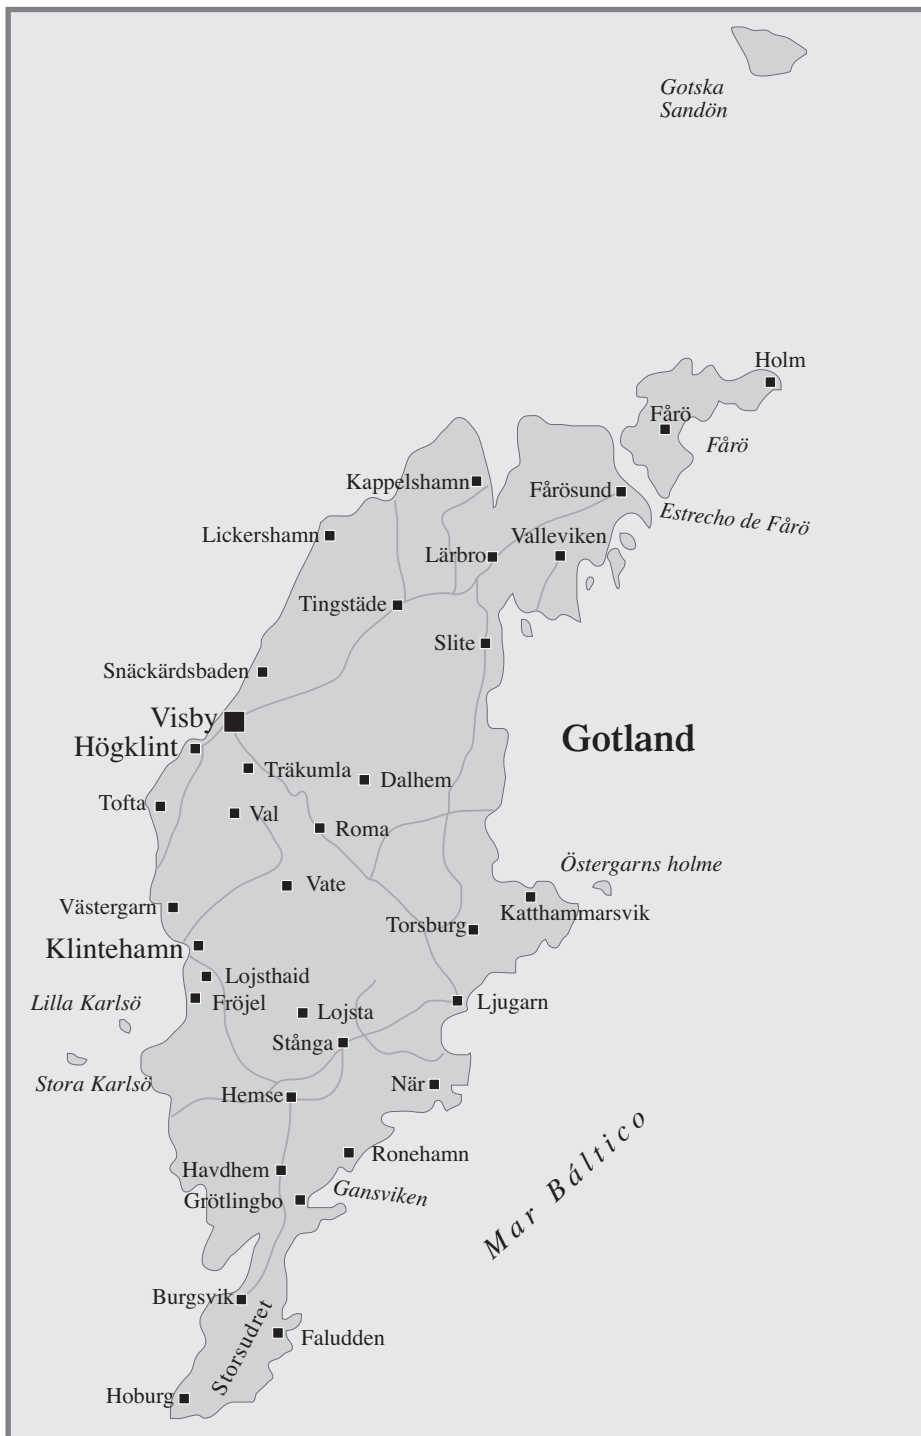 Gotska
Sandön
Holm
Fårö
Fårö
Kappelshamn
Fårösund
Estrecho de Fårö
Lickershamn
Valleviken
Lärbro
Tingstäde
Slite
Snäckärdsbaden
Visby
Gotland
Högklint
Träkumla
Dalhem
Tofta
Val
Roma
Östergarns holme
Vate
Västergarn
Katthammarsvik
Torsburg
Klintehamn
Lojsthaid
Lilla Karlsö
Fröjel
Ljugarn
Lojsta
Stånga
Stora Karlsö
När
Hemse
Mar Báltico
Ronehamn
Havdhem
Gansviken
Grötlingbo
Burgsvik
Storsudret
Faludden
Hoburg